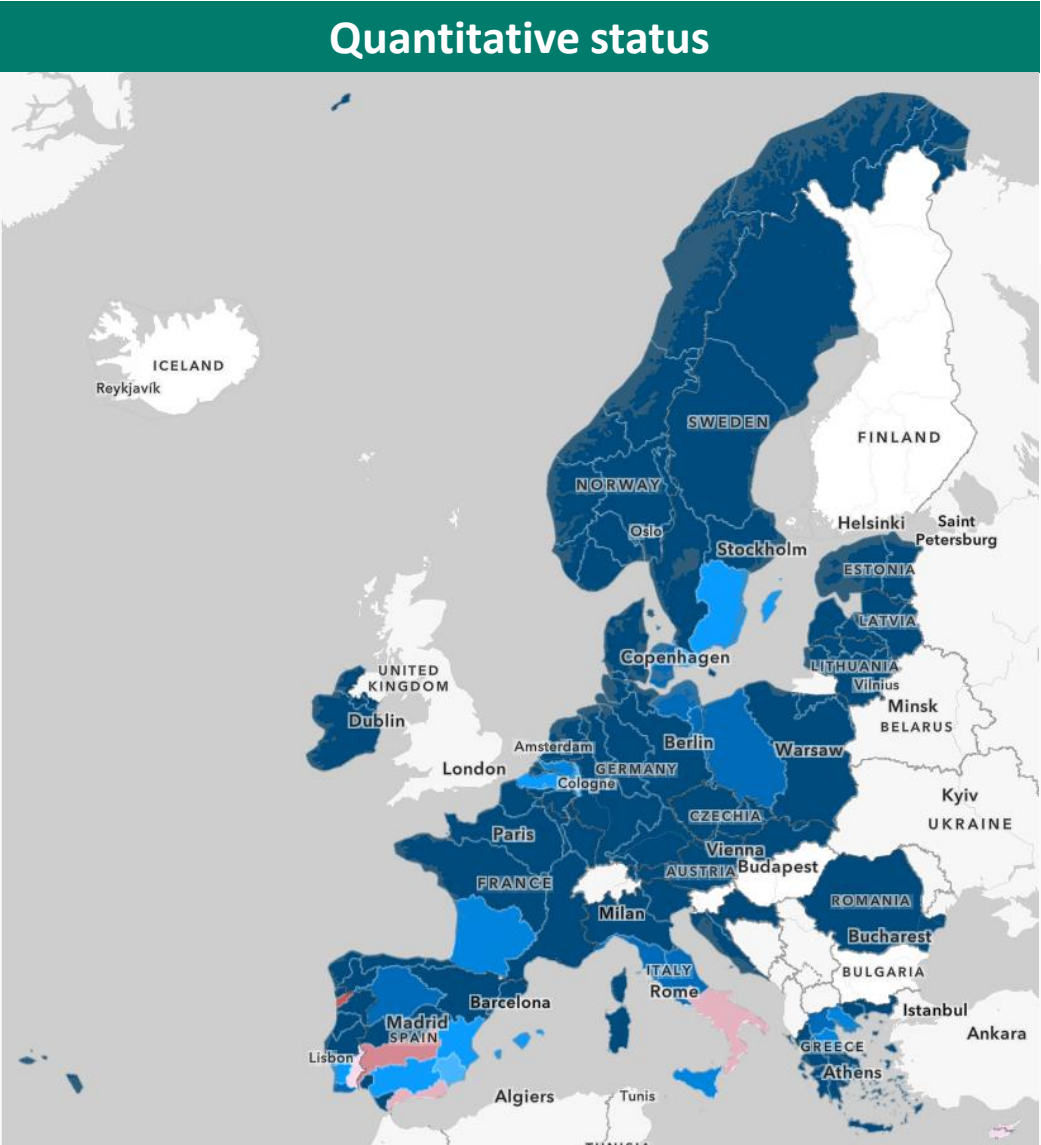 Quantitative status
ICELAND
Reykjavík
SWEDEN
FINLAND
NORWAY
Oslo
Helsinki
Saint
Petersburg
Stockholm
ESTONIA
LATVIA
Copenhagen
LITHUANIA
Vilnius
UNITED
KINGDOM
Minsk
BELARUS
Dublin
Amsterdam
Berlin
Warsaw
London
GERMANY
Cologne
Kyiv
UKRAINE
CZECHIA
Paris
Vienna
AUSTRIA
Budapest
FRANCE
ROMANIA
Milan
Bucharest
ITALY
BULGARIA
Rome
Barcelona
Istanbul
Madrid
SPAIN
Ankara
GREECE
Lisbon
Athens
Algiers
Tunis